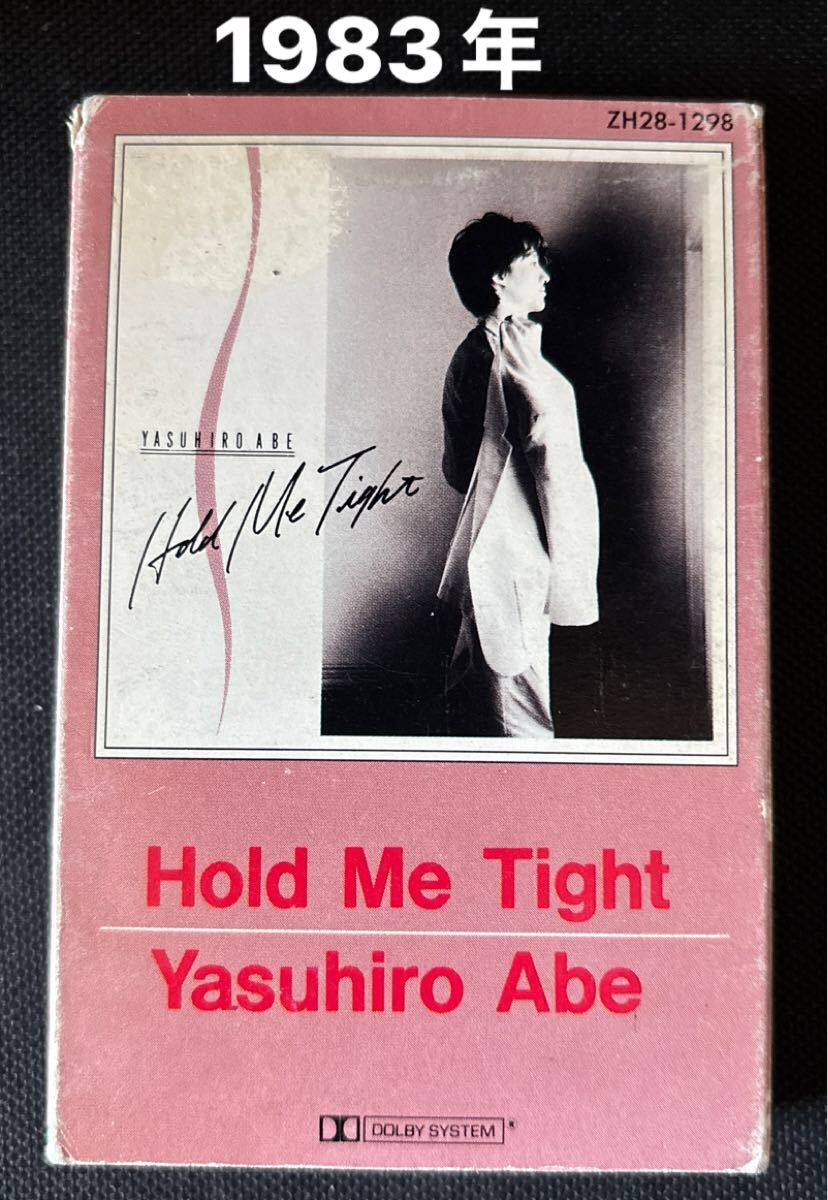 1983年
ZH28-1298
YASUHIRO ABE
Hold Me Tight
Hold Me Tight
Yasuhiro Abe
DOLBY SYSTEM